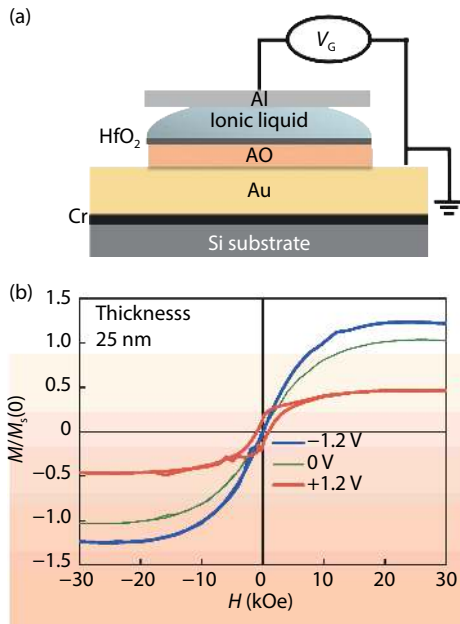 (a)
V_G
Al
Ionic liquid
HfO₂
AO
Au
Cr
Si substrate
(b)
1.5
1.0
0.5
0
−0.5
−1.0
−1.5
M/Mₛ(0)
Thicknesss
25 nm
−1.2 V
0 V
+1.2 V
−30
−20
−10
0
10
20
30
H (kOe)